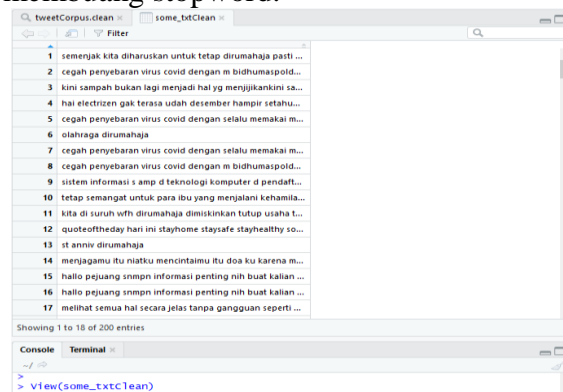 membuang stopword.
tweetCorpus.clean × some_txtClean ×
Filter
1 semenjak kita diharuskan untuk tetap dirumahaja pasti ...
2 cegah penyebaran virus covid dengan m bidhumaspold...
3 kini sampah bukan lagi menjadi hal yg menjijikankini sa...
4 hai electrizen gak terasa udah desember hampir setahu...
5 cegah penyebaran virus covid dengan selalu memakai m...
6 olahraga dirumahaja
7 cegah penyebaran virus covid dengan selalu memakai m...
8 cegah penyebaran virus covid dengan m bidhumaspold...
9 sistem informasi s amp d teknologi komputer d pendaft...
10 tetap semangat untuk para ibu yang menjalani kehamila...
11 kita di suruh wfh dirumahaja dimiskinkan tutup usaha t...
12 quoteoftheday hari ini stayhome staysafe stayhealthy so...
13 st anniv dirumahaja
14 menjagamu itu niatku mencintaimu itu doa ku karena m...
15 hallo pejuang snmpn informasi penting nih buat kalian ...
16 hallo pejuang snmpn informasi penting nih buat kalian ...
17 melihat semua hal secara jelas tanpa gangguan seperti ...
Showing 1 to 18 of 200 entries
Console Terminal ×
~/
>
> View(some_txtClean)